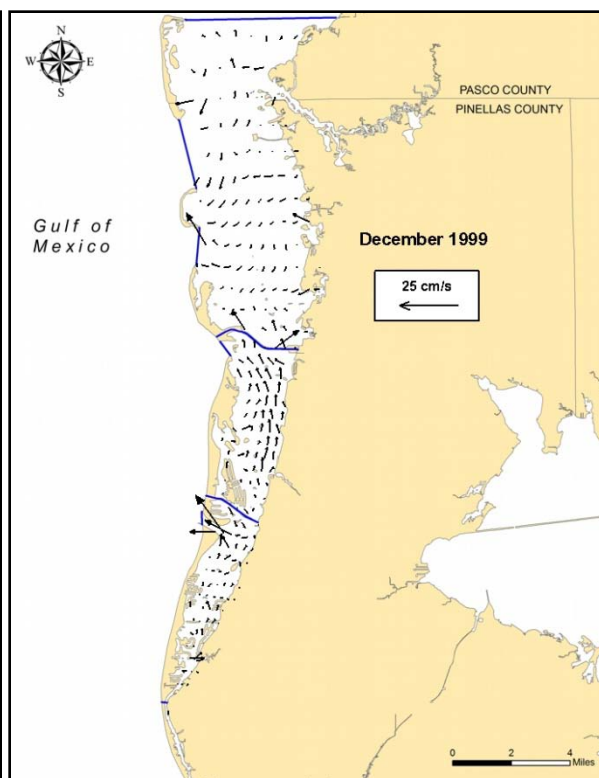 N
W E
S
PASCO COUNTY
PINELLAS COUNTY
Gulf of
Mexico
December 1999
25 cm/s
0 2 4
Miles